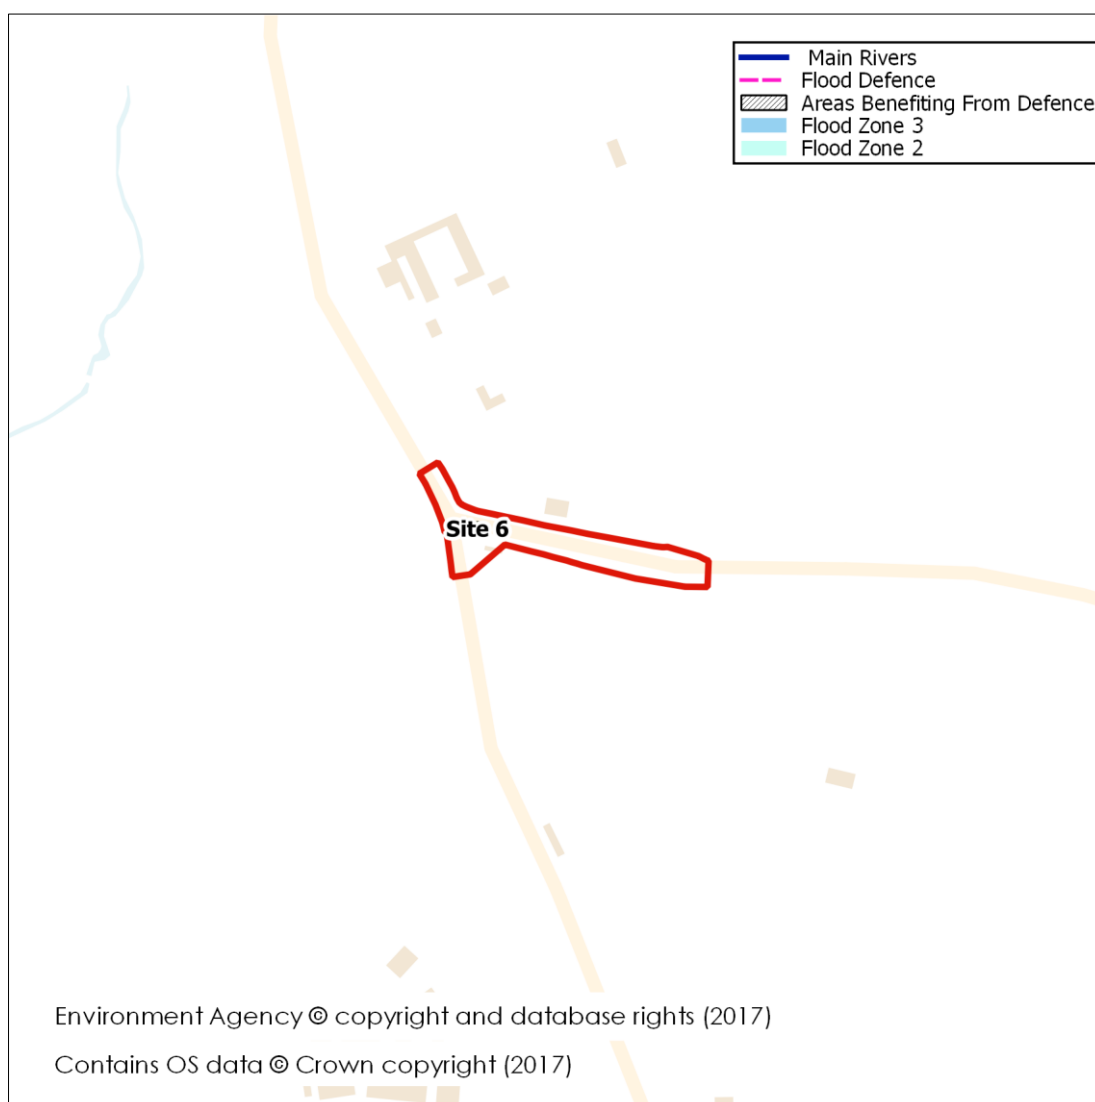 Main Rivers
Flood Defence
Areas Benefiting From Defence
Flood Zone 3
Flood Zone 2
Site 6
Environment Agency © copyright and database rights (2017)
Contains OS data © Crown copyright (2017)